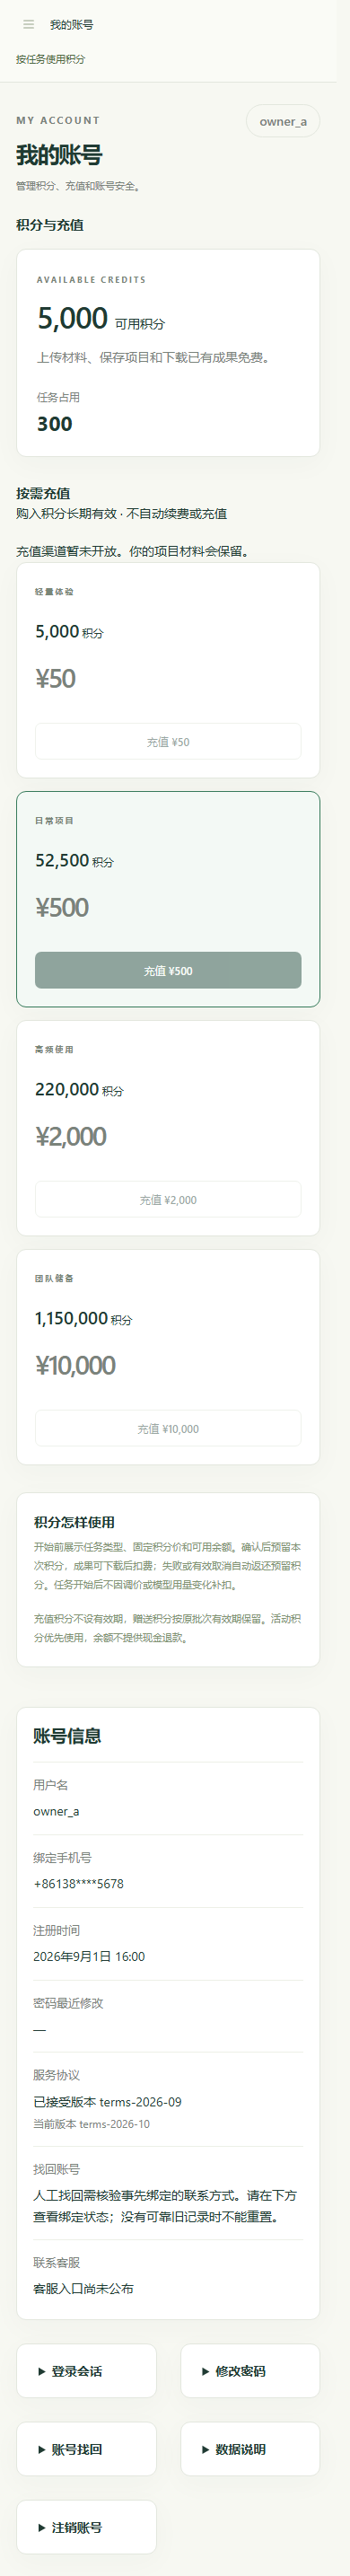 我的账号
按任务使用积分
MY ACCOUNT
owner_a
我的账号
管理积分、充值和账号安全。
积分与充值
AVAILABLE CREDITS
5,000 可用积分
上传材料、保存项目和下载已有成果免费。
任务占用
300
按需充值
购入积分长期有效 · 不自动续费或充值
充值渠道暂未开放。你的项目材料会保留。
轻量体验
5,000 积分
¥50
充值 ¥50
日常项目
52,500 积分
¥500
充值 ¥500
高频使用
220,000 积分
¥2,000
充值 ¥2,000
团队储备
1,150,000 积分
¥10,000
充值 ¥10,000
积分怎样使用
开始前展示任务类型、固定积分价和可用余额。确认后预留本
次积分，成果可下载后扣费；失败或有效取消自动返还预留积
分。任务开始后不因调价或模型用量变化补扣。
充值积分不设有效期，赠送积分按原批次有效期保留。活动积
分优先使用，余额不提供现金退款。
账号信息
用户名
owner_a
绑定手机号
+86138****5678
注册时间
2026年9月1日 16:00
密码最近修改
—
服务协议
已接受版本 terms-2026-09
当前版本 terms-2026-10
找回账号
人工找回需核验事先绑定的联系方式。请在下方
查看绑定状态；没有可靠旧记录时不能重置。
联系客服
客服入口尚未公布
▶ 登录会话
▶ 修改密码
▶ 账号找回
▶ 数据说明
▶ 注销账号